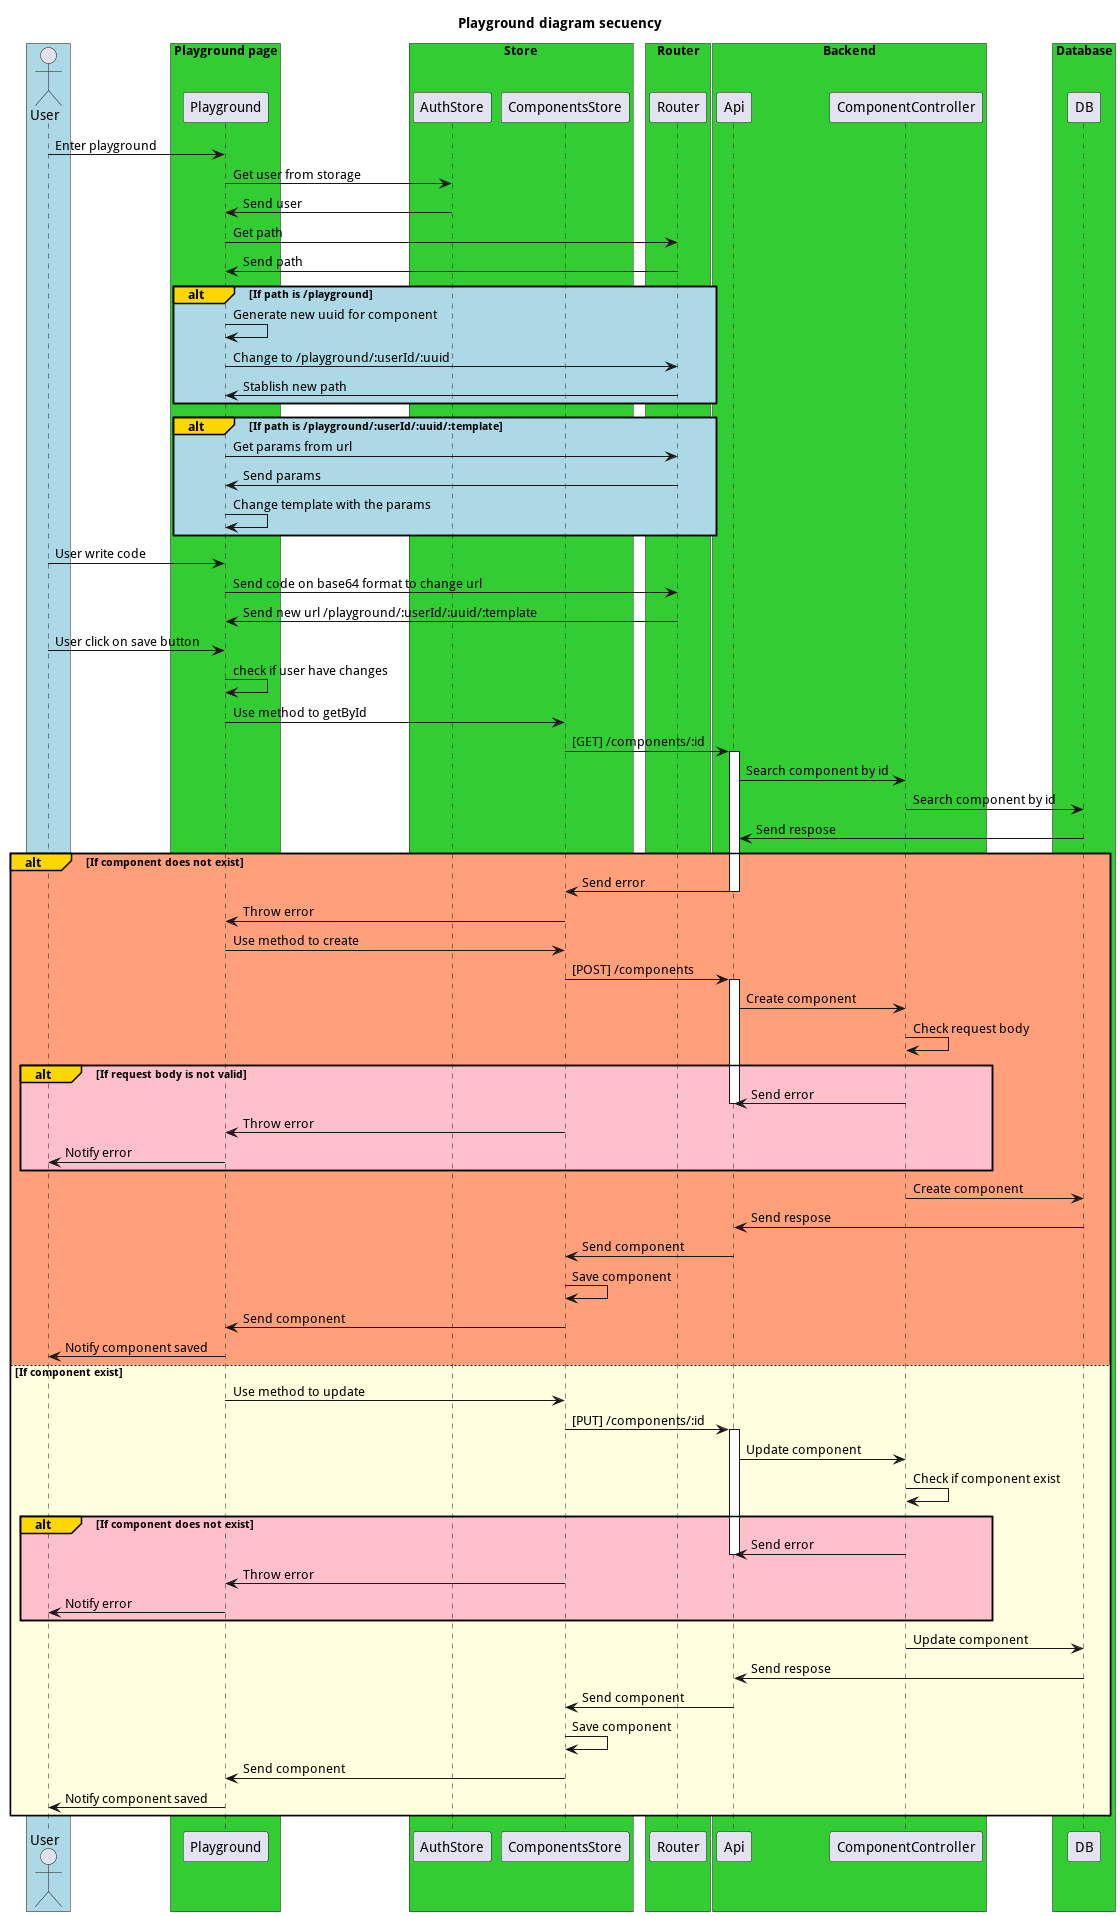 Playground diagram secuency
Playground page
Store
Router
Backend
Database
User
Playground
AuthStore
ComponentsStore
Router
Api
ComponentController
DB
Enter playground
Get user from storage
Send user
Get path
Send path
alt [If path is /playground]
Generate new uuid for component
Change to /playground/:userId/:uuid
Stablish new path
alt [If path is /playground/:userId/:uuid/:template]
Get params from url
Send params
Change template with the params
User write code
Send code on base64 format to change url
Send new url /playground/:userId/:uuid/:template
User click on save button
check if user have changes
Use method to getById
[GET] /components/:id
Search component by id
Search component by id
Send respose
alt [If component does not exist]
Send error
Throw error
Use method to create
[POST] /components
Create component
Check request body
alt [If request body is not valid]
Send error
Throw error
Notify error
Create component
Send respose
Send component
Save component
Send component
Notify component saved
[If component exist]
Use method to update
[PUT] /components/:id
Update component
Check if component exist
alt [If component does not exist]
Send error
Throw error
Notify error
Update component
Send respose
Send component
Save component
Send component
Notify component saved
User
Playground
AuthStore
ComponentsStore
Router
Api
ComponentController
DB